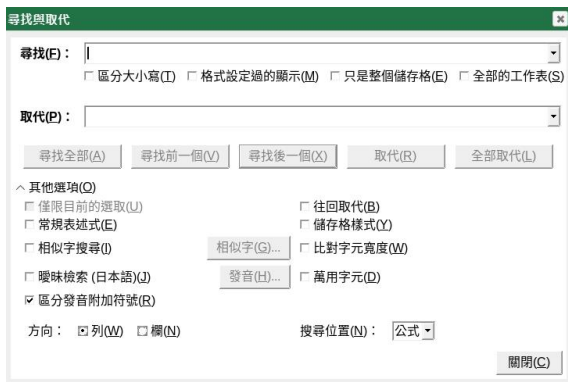 尋找與取代
尋找(F)：
區分大小寫(T) 格式設定過的顯示(M) 只是整個儲存格(E) 全部的工作表(S)
取代(P)：
尋找全部(A) 尋找前一個(V) 尋找後一個(X) 取代(R) 全部取代(L)
其他選項(O)
僅限目前的選取(U) 往回取代(B)
常規表述式(E) 儲存格樣式(Y)
相似字搜尋(I) 相似字(G)... 比對字元寬度(W)
曖昧檢索 (日本語)(J) 發音(H)... 萬用字元(D)
區分發音附加符號(R)
方向： 列(W) 欄(N) 搜尋位置(N)： 公式
關閉(C)